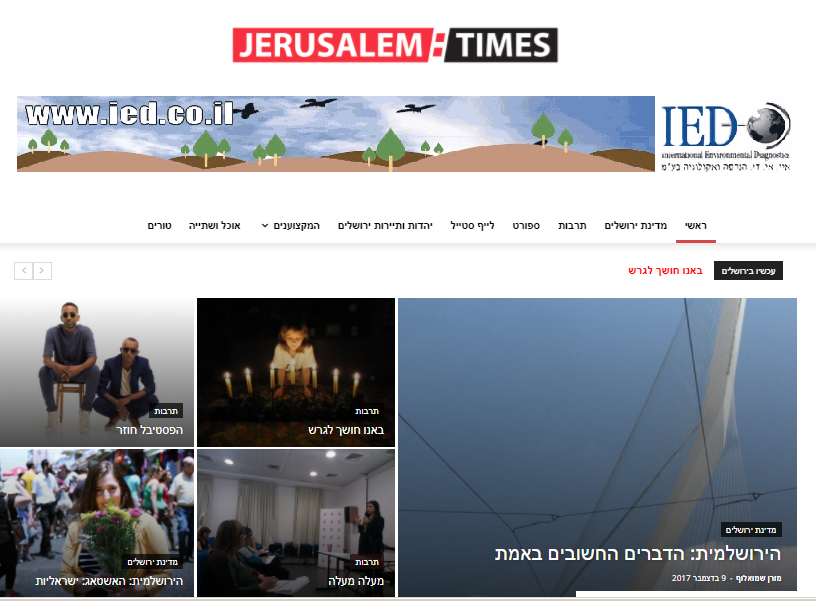 JERUSALEM TIMES
www.ied.co.il
IED
International Environmental Diagnostics
איי. אי. די. הנדסה ואקולוגיה בע"מ
ראשי
מדינת ירושלים
תרבות
ספורט
לייף סטייל
יהדות ותיירות ירושלים
המקצוענים
אוכל ושתייה
טורים
עכשיו בירושלים
באנו חושך לגרש
מדינת ירושלים
הירושלמית: הדברים החשובים באמת
מורן שמואלוף - 9 בדצמבר 2017
תרבות
באנו חושך לגרש
תרבות
הפסטיבל חוזר
תרבות
מעלה מעלה
מדינת ירושלים
הירושלמית: האשטאג: ישראליות